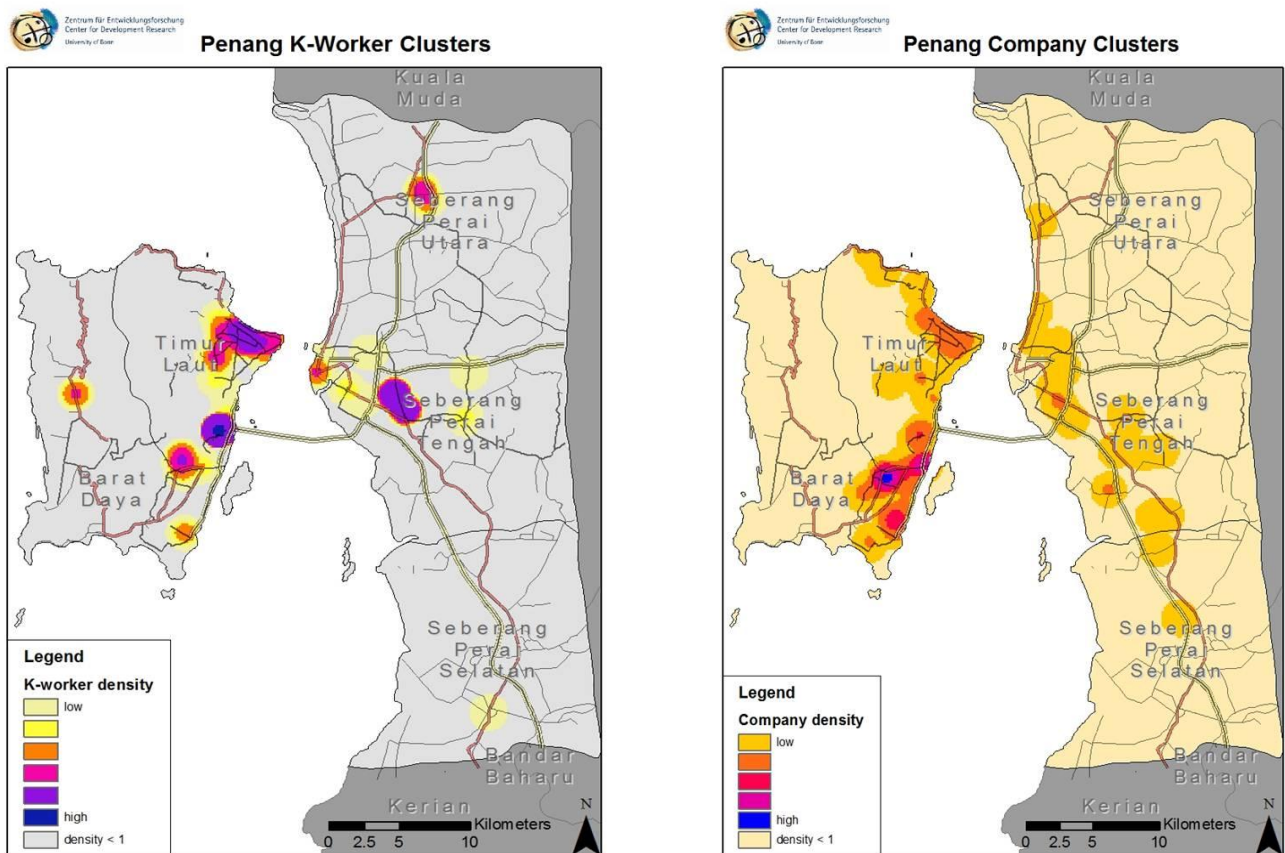 Zentrum für Entwicklungsforschung
Center for Development Research
University of Bonn
Penang K-Worker Clusters
Kuala
Muda
Seberang
Perai
Utara
Timur
Laut
Seberang
Perai
Tengah
Barat
Daya
Seberang
Perai
Selatan
Bandar
Baharu
Kerian
Legend
K-worker density
low
high
density < 1
N
Kilometers
0 2.5 5 10
Zentrum für Entwicklungsforschung
Center for Development Research
University of Bonn
Penang Company Clusters
Kuala
Muda
Seberang
Perai
Utara
Timur
Laut
Seberang
Perai
Tengah
Barat
Daya
Seberang
Perai
Selatan
Bandar
Baharu
Kerian
Legend
Company density
low
high
density < 1
N
Kilometers
0 2.5 5 10